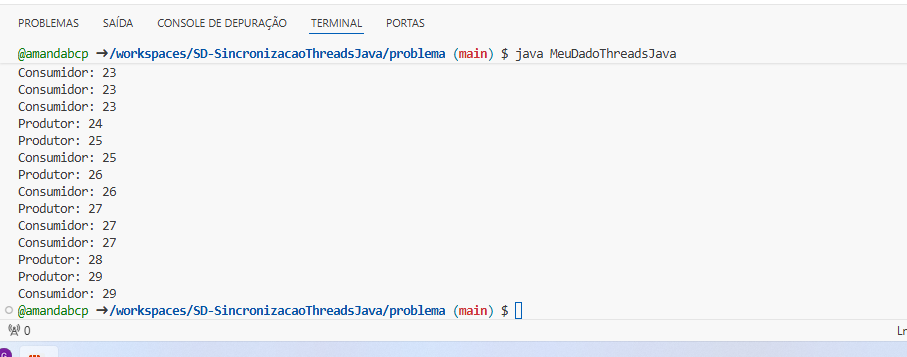 PROBLEMAS SAÍDA CONSOLE DE DEPURAÇÃO TERMINAL PORTAS
@amandabcp ➜/workspaces/SD-SincronizacaoThreadsJava/problema (main) $ java MeuDadoThreadsJava
Consumidor: 23
Consumidor: 23
Consumidor: 23
Produtor: 24
Produtor: 25
Consumidor: 25
Produtor: 26
Consumidor: 26
Produtor: 27
Consumidor: 27
Consumidor: 27
Produtor: 28
Produtor: 29
Consumidor: 29
@amandabcp ➜/workspaces/SD-SincronizacaoThreadsJava/problema (main) $
0 Ln
G